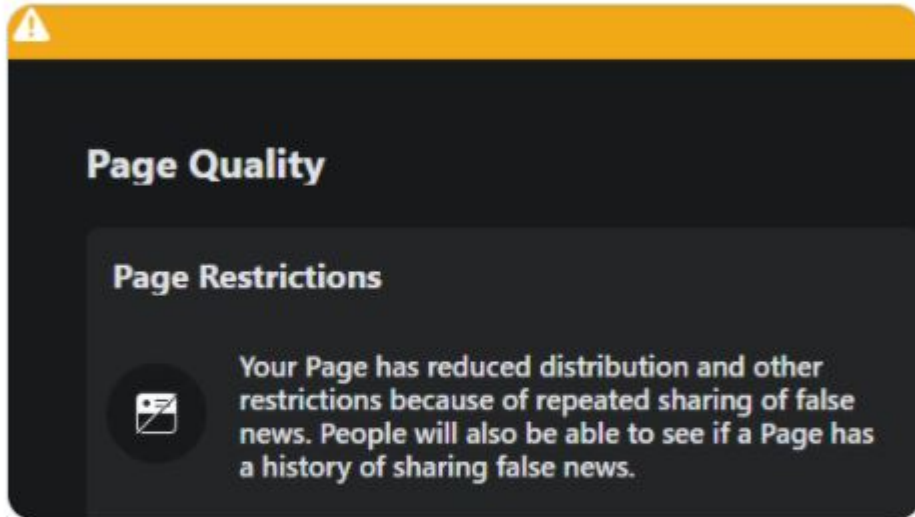 Page Quality
Page Restrictions
Your Page has reduced distribution and other
restrictions because of repeated sharing of false
news. People will also be able to see if a Page has
a history of sharing false news.